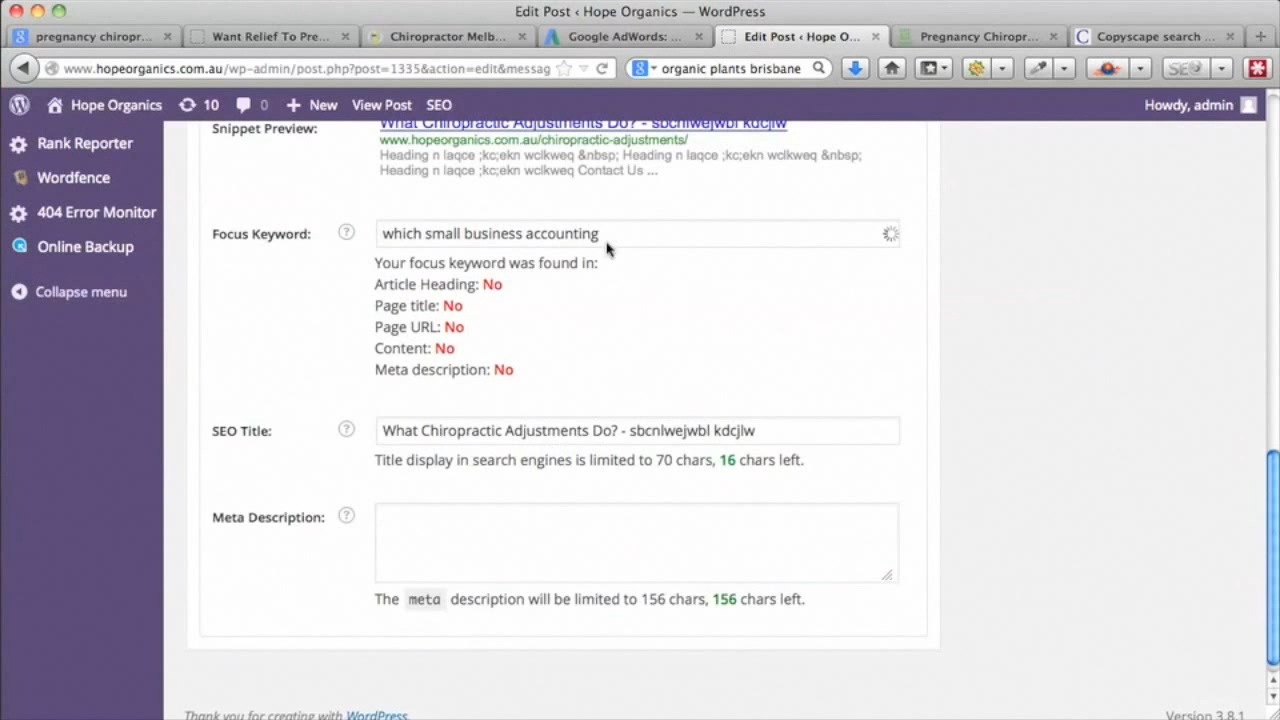 Edit Post ‹ Hope Organics — WordPress
pregnancy chiropr...
Want Relief To Pre...
Chiropractor Melb...
Google AdWords: ...
Edit Post ‹ Hope O...
Pregnancy Chiropr...
Copyscape search ...
www.hopeorganics.com.au/wp-admin/post.php?post=1335&action=edit&messag
organic plants brisbane
SEO
Hope Organics
10
0
New
View Post
SEO
Howdy, admin
Rank Reporter
Wordfence
404 Error Monitor
Online Backup
Collapse menu
Snippet Preview:
What Chiropractic Adjustments Do? - sbcnlwejwbl kdcjlw
www.hopeorganics.com.au/chiropractic-adjustments/
Heading n laqce ;kc;ekn wclkweq &nbsp; Heading n laqce ;kc;ekn wclkweq &nbsp;
Heading n laqce ;kc;ekn wclkweq Contact Us ...
Focus Keyword:
?
which small business accounting
Your focus keyword was found in:
Article Heading: No
Page title: No
Page URL: No
Content: No
Meta description: No
SEO Title:
?
What Chiropractic Adjustments Do? - sbcnlwejwbl kdcjlw
Title display in search engines is limited to 70 chars, 16 chars left.
Meta Description:
?
The meta description will be limited to 156 chars, 156 chars left.
Thank you for creating with WordPress.
Version 3.8.1